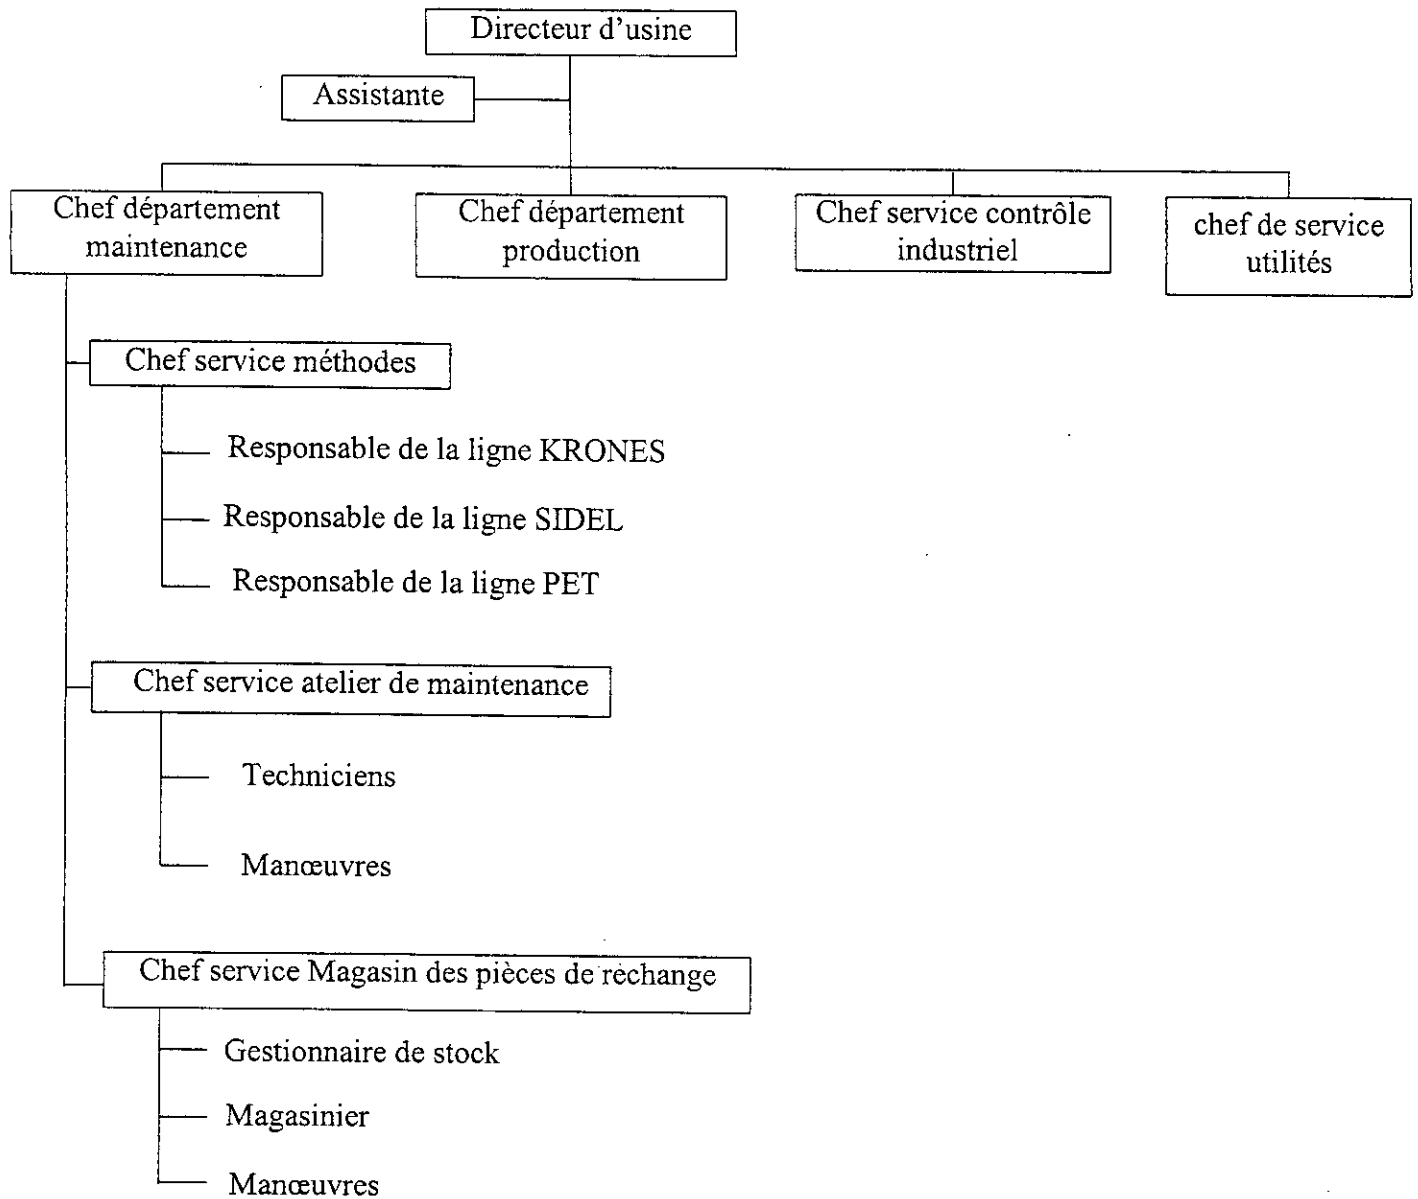 Directeur d'usine
Assistante
Chef département
maintenance
Chef département
production
Chef service contrôle
industriel
chef de service
utilités
Chef service méthodes
Responsable de la ligne KRONES
Responsable de la ligne SIDEL
Responsable de la ligne PET
Chef service atelier de maintenance
Techniciens
Manœuvres
Chef service Magasin des pièces de rechange
Gestionnaire de stock
Magasinier
Manœuvres